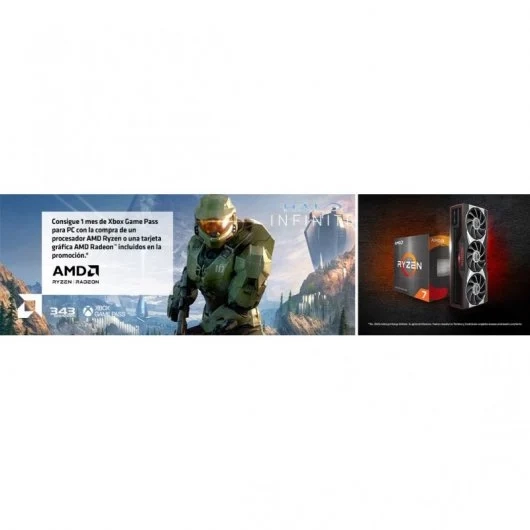 Consigue 1 mes de Xbox Game Pass
para PC con la compra de un
procesador AMD Ryzen o una tarjeta
gráfica AMD Radeon™ incluidos en la
promoción.*
AMD
RYZEN | RADEON
343
XBOX
GAME PASS
INFINITE
AMD
RYZEN
7